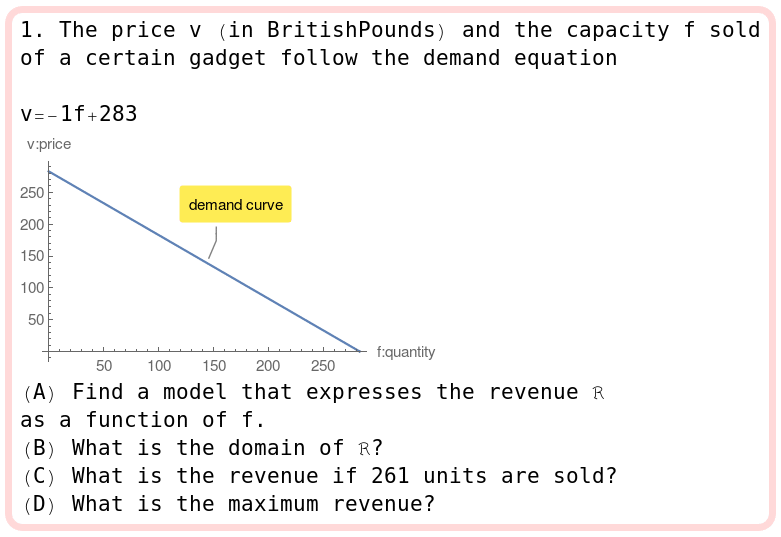 1. The price v (in BritishPounds) and the capacity f sold
of a certain gadget follow the demand equation
v=-1f+283
v:price
demand curve
250
200
150
100
50
50 100 150 200 250
f:quantity
(A) Find a model that expresses the revenue ℝ
as a function of f.
(B) What is the domain of ℝ?
(C) What is the revenue if 261 units are sold?
(D) What is the maximum revenue?